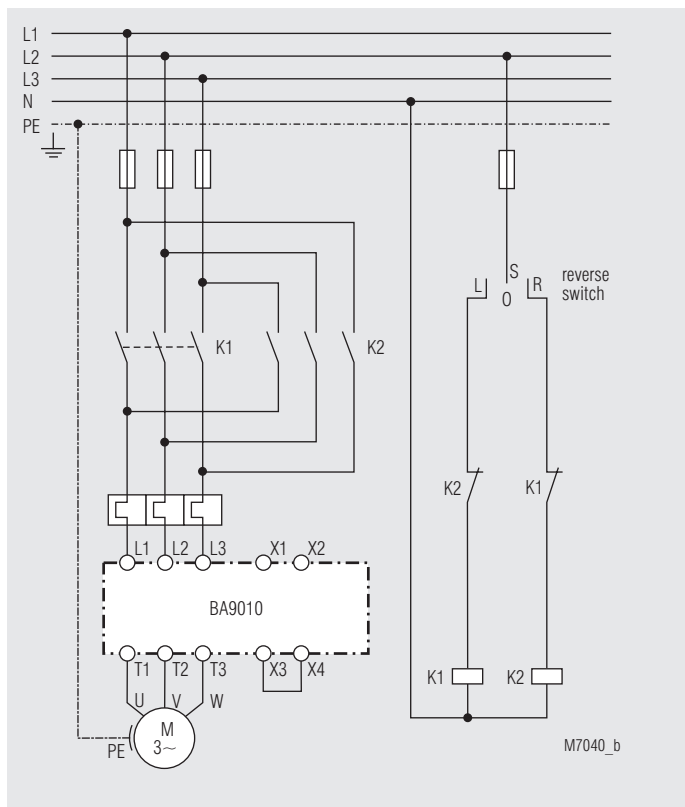 L1
L2
L3
N
PE
S
L
O
R
reverse
switch
K1
K2
K2
K1
L1
L2
L3
X1
X2
BA9010
T1
T2
T3
X3
X4
U
V
W
K1
K2
M
3~
PE
M7040_b